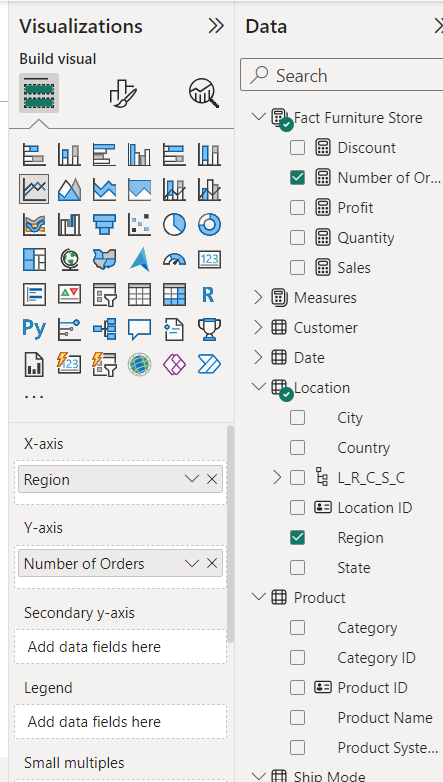 Visualizations
Build visual
123
R
Py
123
...
X-axis
Region
Y-axis
Number of Orders
Secondary y-axis
Add data fields here
Legend
Add data fields here
Small multiples
Data
Search
Fact Furniture Store
Discount
Number of Or...
Profit
Quantity
Sales
Measures
Customer
Date
Location
City
Country
L_R_C_S_C
Location ID
Region
State
Product
Category
Category ID
Product ID
Product Name
Product Syste...
Ship Mode